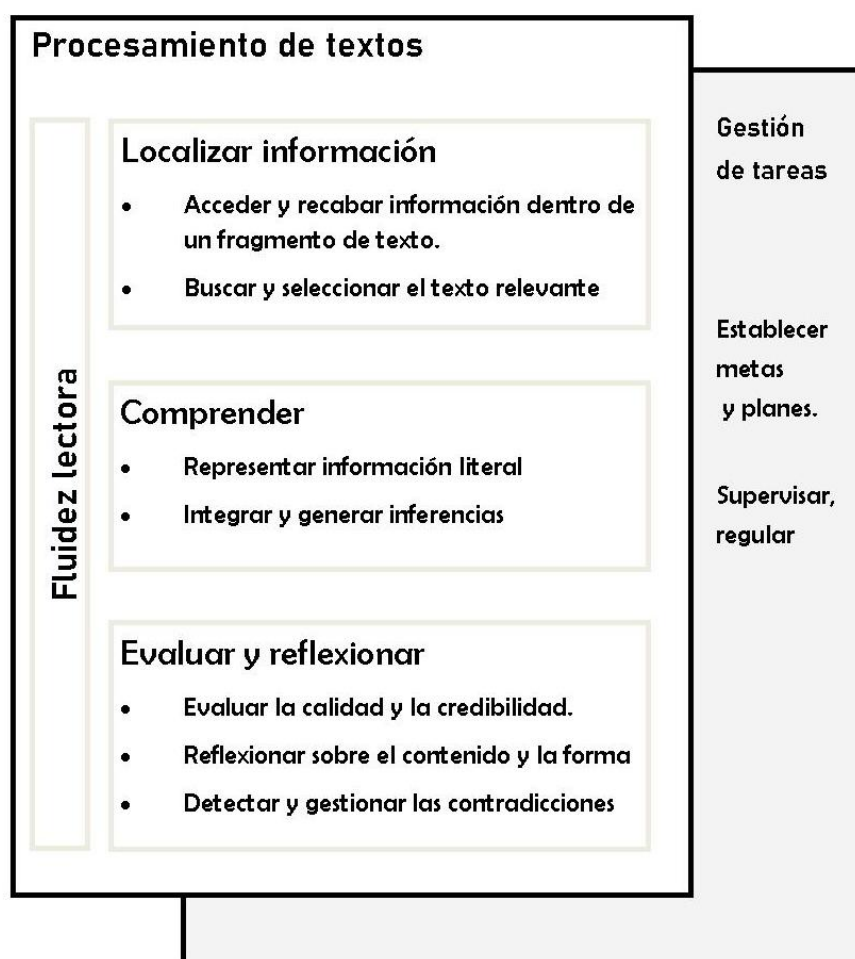 Procesamiento de textos
Fluidez lectora
Localizar información
• Acceder y recabar información dentro de
un fragmento de texto.
• Buscar y seleccionar el texto relevante
Comprender
• Representar información literal
• Integrar y generar inferencias
Evaluar y reflexionar
• Evaluar la calidad y la credibilidad.
• Reflexionar sobre el contenido y la forma
• Detectar y gestionar las contradicciones
Gestión
de tareas
Establecer
metas
y planes.
Supervisar,
regular